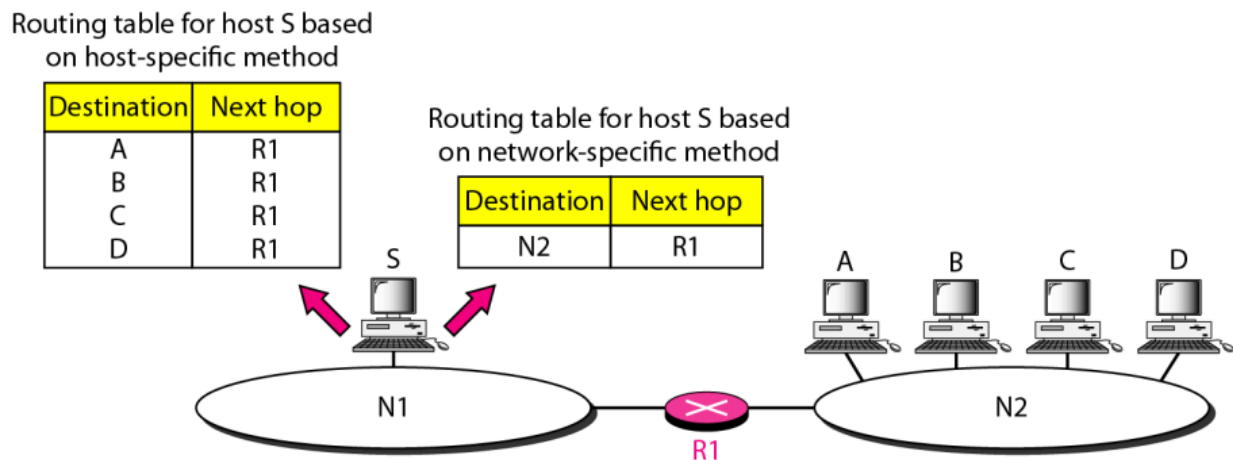 Routing table for host S based
on host-specific method
Destination Next hop
A R1
B R1
C R1
D R1
Routing table for host S based
on network-specific method
Destination Next hop
N2 R1
S
A B C D
N1
R1
N2